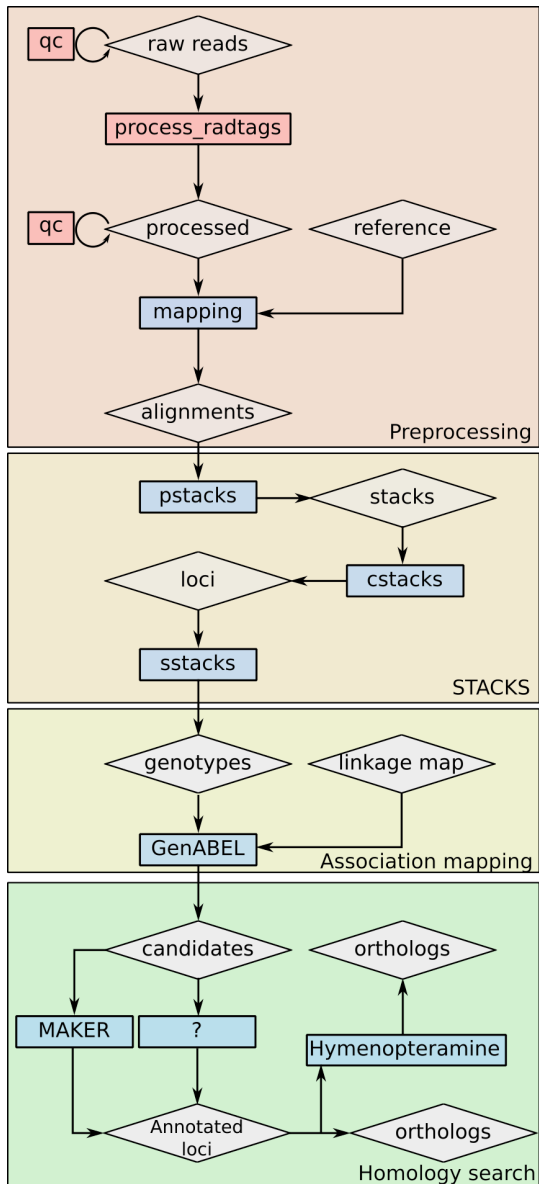 qc
raw reads
process_radtags
qc
processed
reference
mapping
alignments
Preprocessing
pstacks
stacks
loci
cstacks
sstacks
STACKS
genotypes
linkage map
GenABEL
Association mapping
candidates
orthologs
MAKER
?
Hymenopteramine
Annotated
loci
orthologs
Homology search